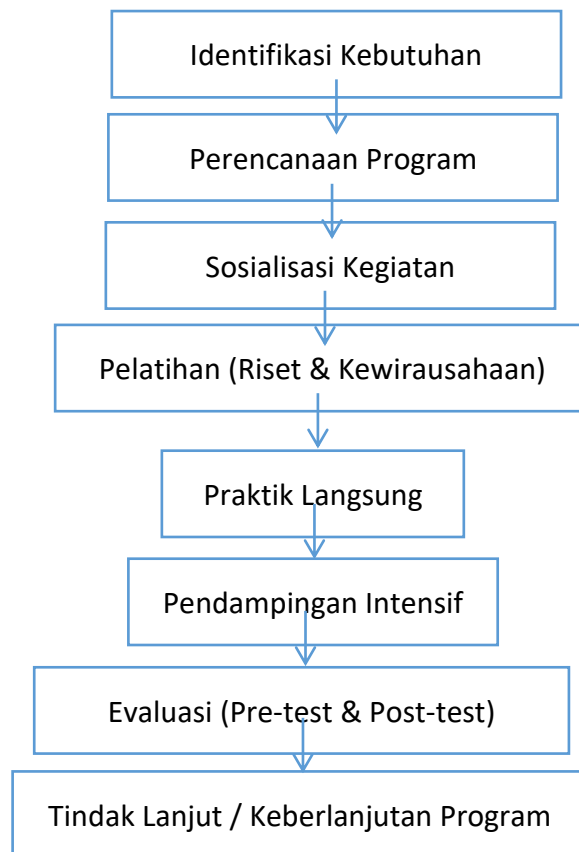 Identifikasi Kebutuhan
Perencanaan Program
Sosialisasi Kegiatan
Pelatihan (Riset & Kewirausahaan)
Praktik Langsung
Pendampingan Intensif
Evaluasi (Pre-test & Post-test)
Tindak Lanjut / Keberlanjutan Program